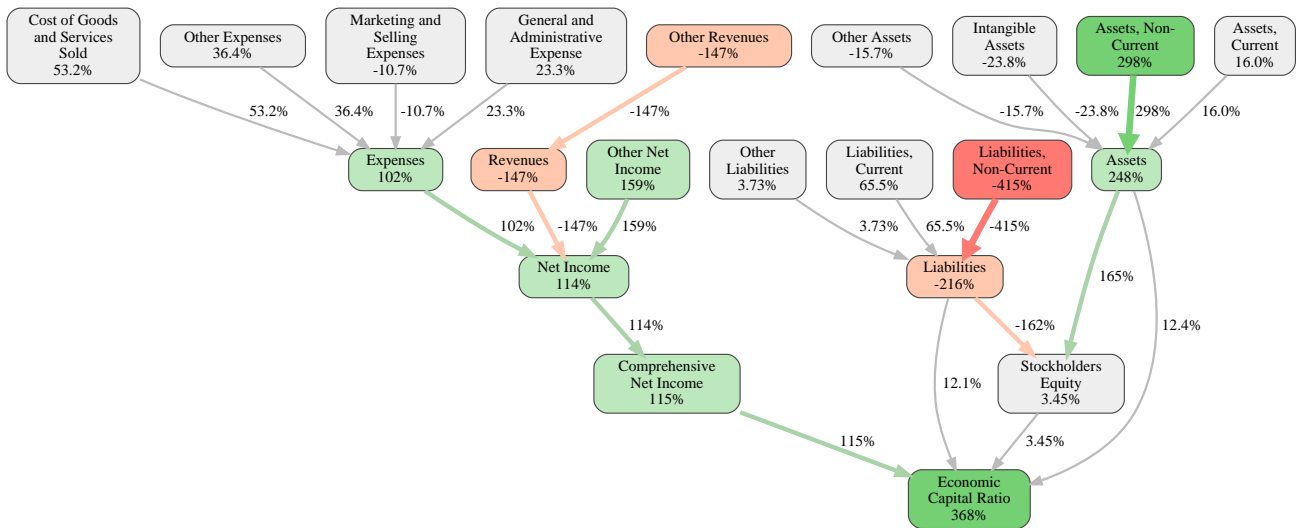 Cost of Goods
and Services
Sold
53.2%
Other Expenses
36.4%
Marketing and
Selling
Expenses
-10.7%
General and
Administrative
Expense
23.3%
Other Revenues
-147%
Other Assets
-15.7%
Intangible
Assets
-23.8%
Assets, Non-
Current
298%
Assets,
Current
16.0%
53.2%
36.4%
-10.7%
23.3%
-147%
-15.7%
-23.8%
298%
16.0%
Expenses
102%
Revenues
-147%
Other Net
Income
159%
Other
Liabilities
3.73%
Liabilities,
Current
65.5%
Liabilities,
Non-Current
-415%
Assets
248%
102%
-147%
159%
3.73%
65.5%
-415%
Net Income
114%
Liabilities
-216%
165%
114%
-162%
12.4%
Comprehensive
Net Income
115%
12.1%
Stockholders
Equity
3.45%
115%
3.45%
Economic
Capital Ratio
368%